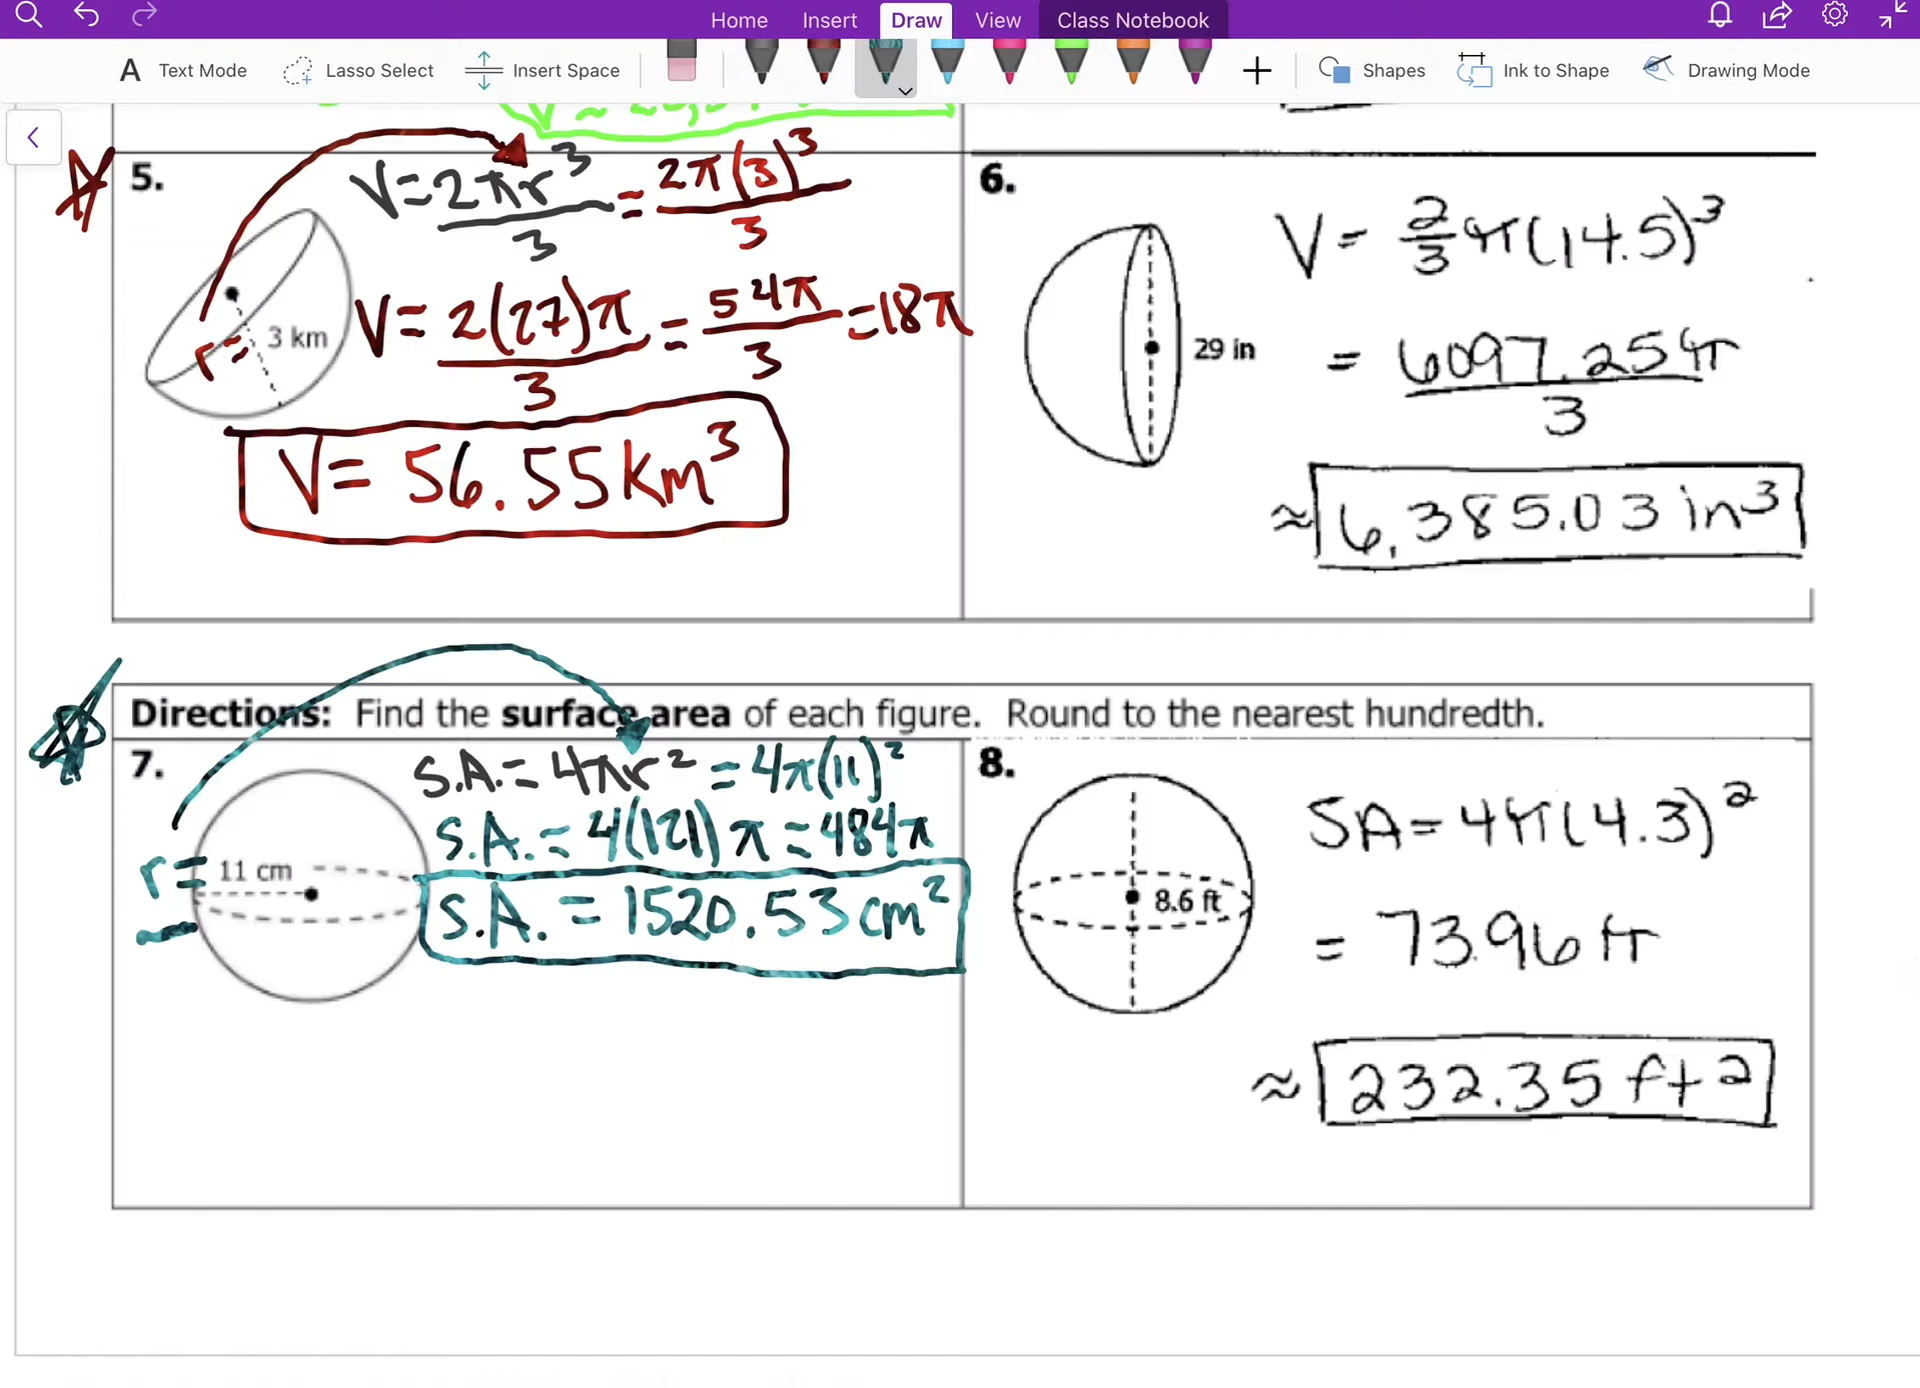 Home Insert Draw View Class Notebook
A Text Mode Lasso Select Insert Space Shapes Ink to Shape Drawing Mode
5.
V = 2πr³/3 = 2π(3)³/3
r = 3 km
V = 2(27)π/3 = 54π/3 = 18π
V = 56.55 km³
6.
29 in
V = 2/3 π(14.5)³
= 6097.25π/3
≈ 6,385.03 in³
Directions: Find the surface area of each figure. Round to the nearest hundredth.
7.
S.A. = 4πr² = 4π(11)²
S.A. = 4(121)π = 484π
r = 11 cm
S.A. = 1520.53 cm²
8.
8.6 ft
SA = 4π(4.3)²
= 73.96π
≈ 232.35 ft²